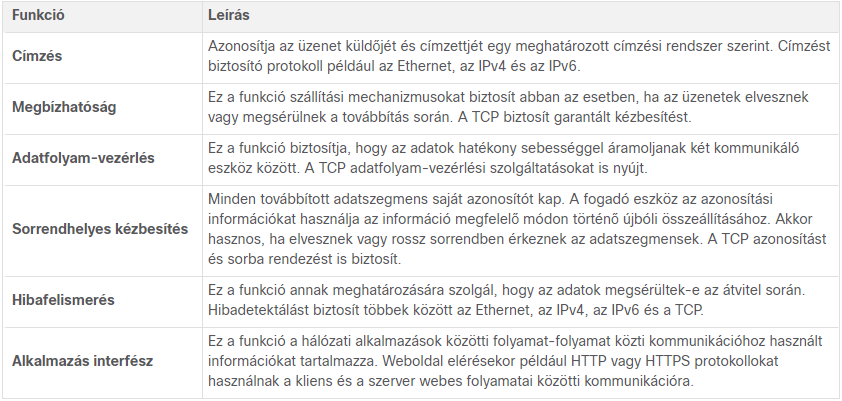 Funkció Leírás
Címzés
Azonosítja az üzenet küldőjét és címzettjét egy meghatározott címzési rendszer szerint. Címzést
biztosító protokoll például az Ethernet, az IPv4 és az IPv6.
Megbízhatóság
Ez a funkció szállítási mechanizmusokat biztosít abban az esetben, ha az üzenetek elvesznek
vagy megsérülnek a továbbítás során. A TCP biztosít garantált kézbesítést.
Adatfolyam-vezérlés
Ez a funkció biztosítja, hogy az adatok hatékony sebességgel áramoljanak két kommunikáló
eszköz között. A TCP adatfolyam-vezérlési szolgáltatásokat is nyújt.
Sorrendhelyes kézbesítés
Minden továbbított adatszegmens saját azonosítót kap. A fogadó eszköz az azonosítási
információkat használja az információ megfelelő módon történő újbóli összeállításához. Akkor
hasznos, ha elvesznek vagy rossz sorrendben érkeznek az adatszegmensek. A TCP azonosítást
és sorba rendezést is biztosít.
Hibafelismerés
Ez a funkció annak meghatározására szolgál, hogy az adatok megsérültek-e az átvitel során.
Hibadetektálást biztosít többek között az Ethernet, az IPv4, az IPv6 és a TCP.
Alkalmazás interfész
Ez a funkció a hálózati alkalmazások közötti folyamat-folyamat közti kommunikációhoz használt
információkat tartalmazza. Weboldal elérésekor például HTTP vagy HTTPS protokollokat
használnak a kliens és a szerver webes folyamatai közötti kommunikációra.